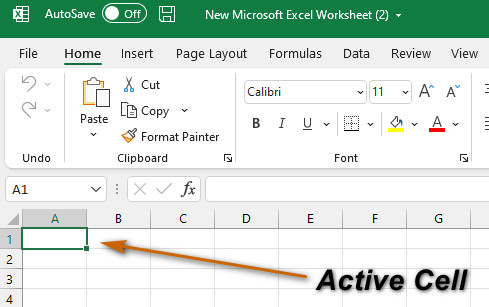 AutoSave Off New Microsoft Excel Worksheet (2)
File Home Insert Page Layout Formulas Data Review View
Paste
Cut
Copy
Format Painter
Calibri 11 A A
B I U A
Undo Clipboard Font
A1 fx
A B C D E F G
1
2
3
4
Active Cell